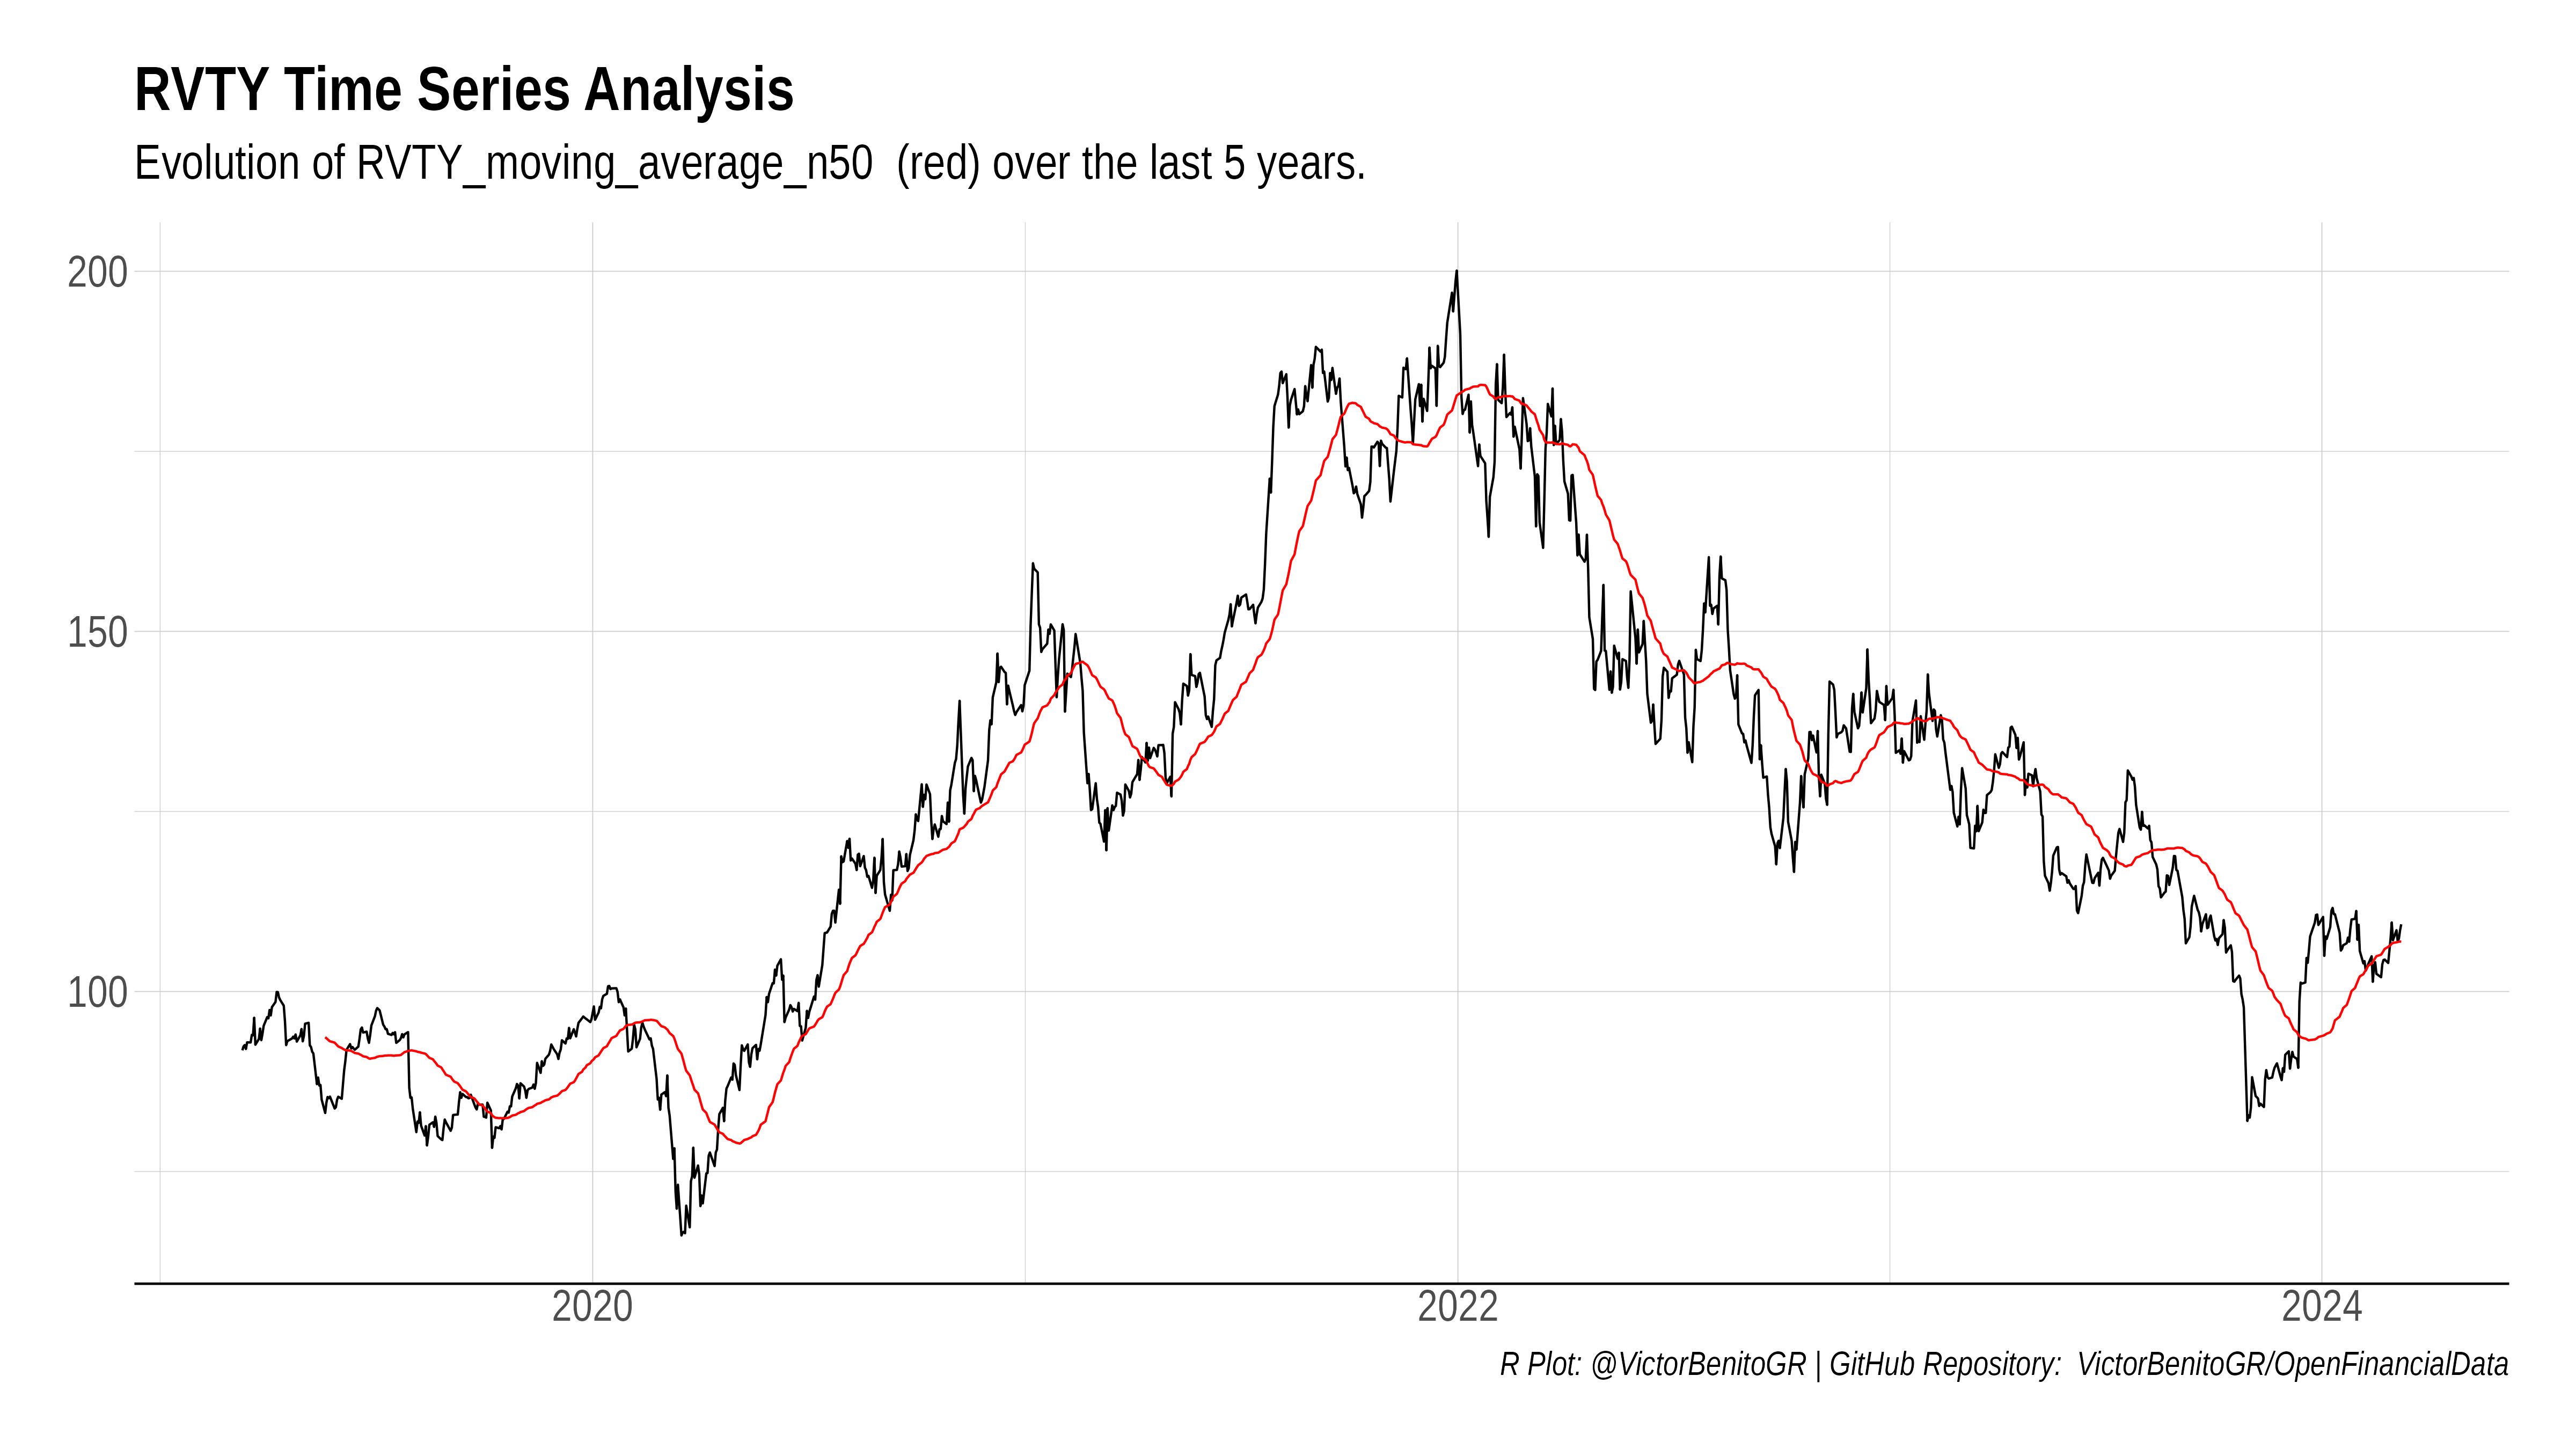 RVTY Time Series Analysis
Evolution of RVTY_moving_average_n50  (red) over the last 5 years.
200
150
100
2020 2022 2024
R Plot: @VictorBenitoGR | GitHub Repository:  VictorBenitoGR/OpenFinancialData